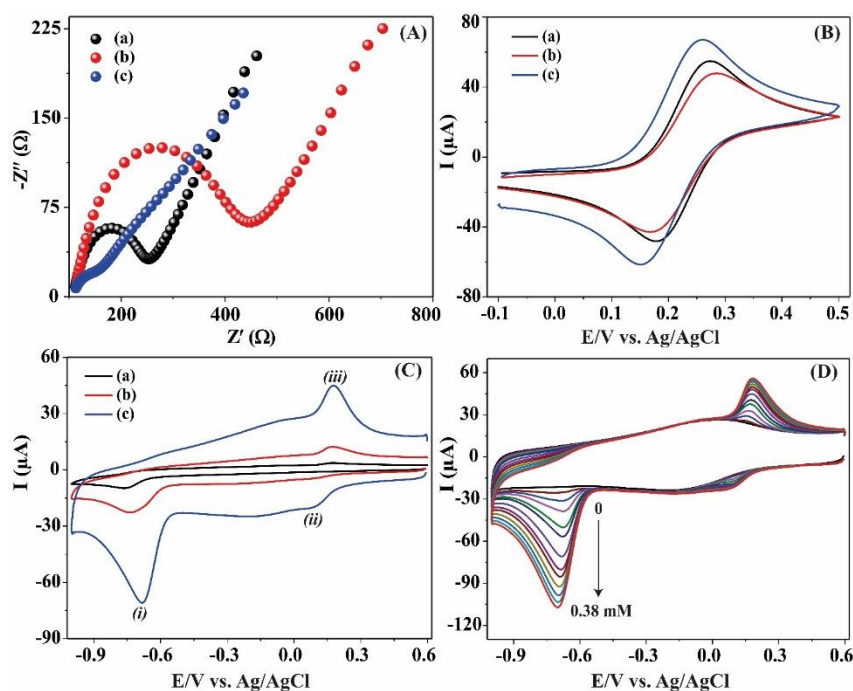 225
150
75
0
-Z'' (Ω)
(a)
(b)
(c)
(A)
200
400
600
800
Z' (Ω)
80
40
0
-40
-80
I (µA)
(a)
(b)
(c)
(B)
-0.1
0.0
0.1
0.2
0.3
0.4
0.5
E/V vs. Ag/AgCl
60
30
0
-30
-60
-90
I (µA)
(a)
(b)
(c)
(iii)
(C)
(ii)
(i)
-0.9
-0.6
-0.3
0.0
0.3
0.6
E/V vs. Ag/AgCl
60
30
0
-30
-60
-90
-120
I (µA)
(D)
0
0.38 mM
-0.9
-0.6
-0.3
0.0
0.3
0.6
E/V vs. Ag/AgCl